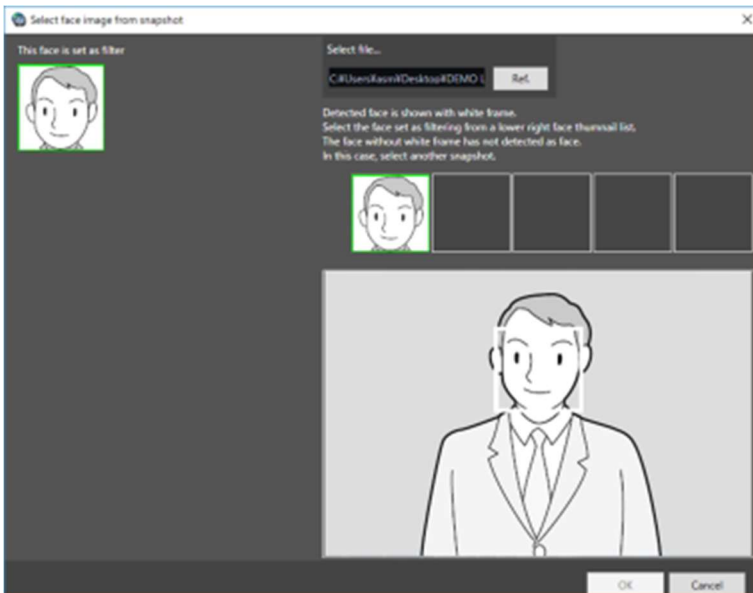 Select face image from snapshot
This face is set as filter
Select file...
C:¥Users¥asm¥Desktop¥DEMO L
Ref.
Detected face is shown with white frame.
Select the face set as filtering from a lower right face thumnail list.
The face without white frame has not detected as face.
In this case, select another snapshot.
OK
Cancel